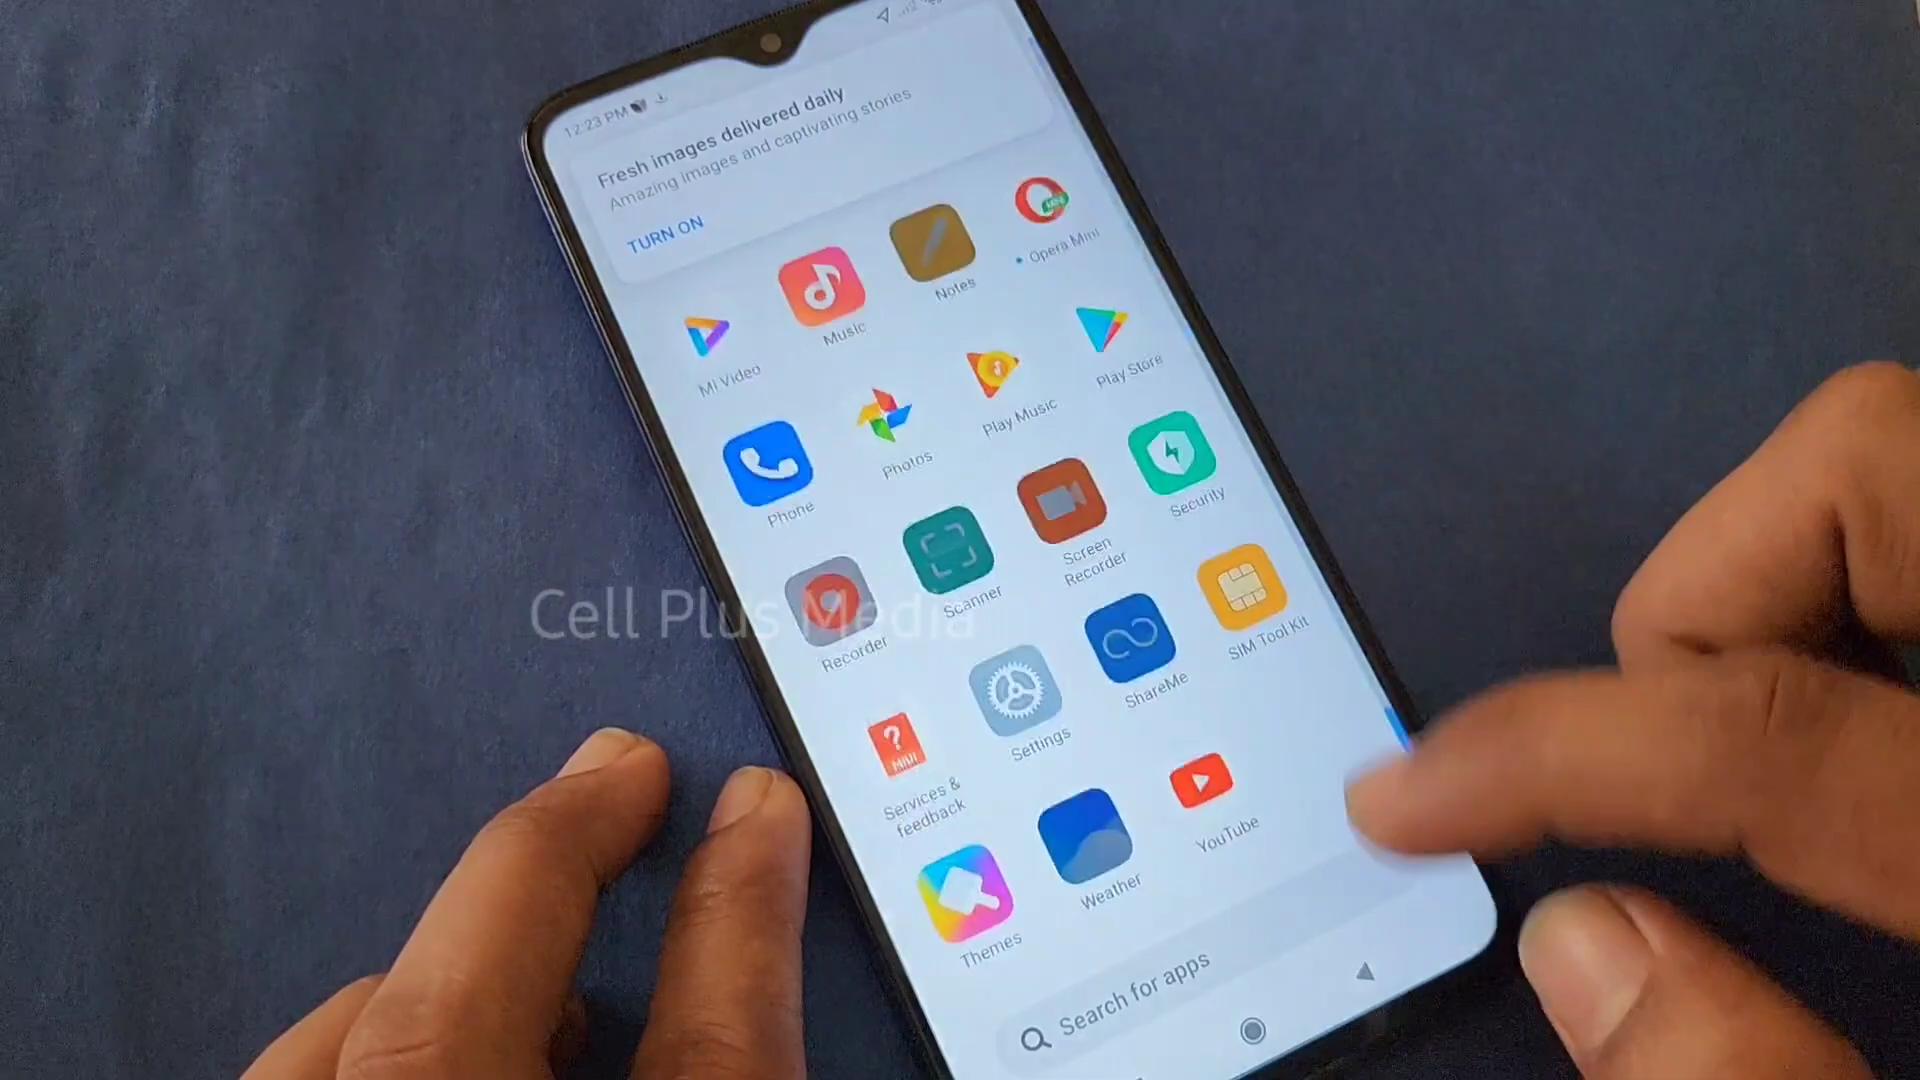 12:23 PM
Fresh images delivered daily
Amazing images and captivating stories
TURN ON
Mi Video
Music
Notes
Opera Mini
Phone
Photos
Play Music
Play Store
Recorder
Scanner
Screen
Recorder
Security
Services &
feedback
MIUI
Settings
ShareMe
SIM Tool Kit
Themes
Weather
YouTube
Search for apps
Cell Plus Media